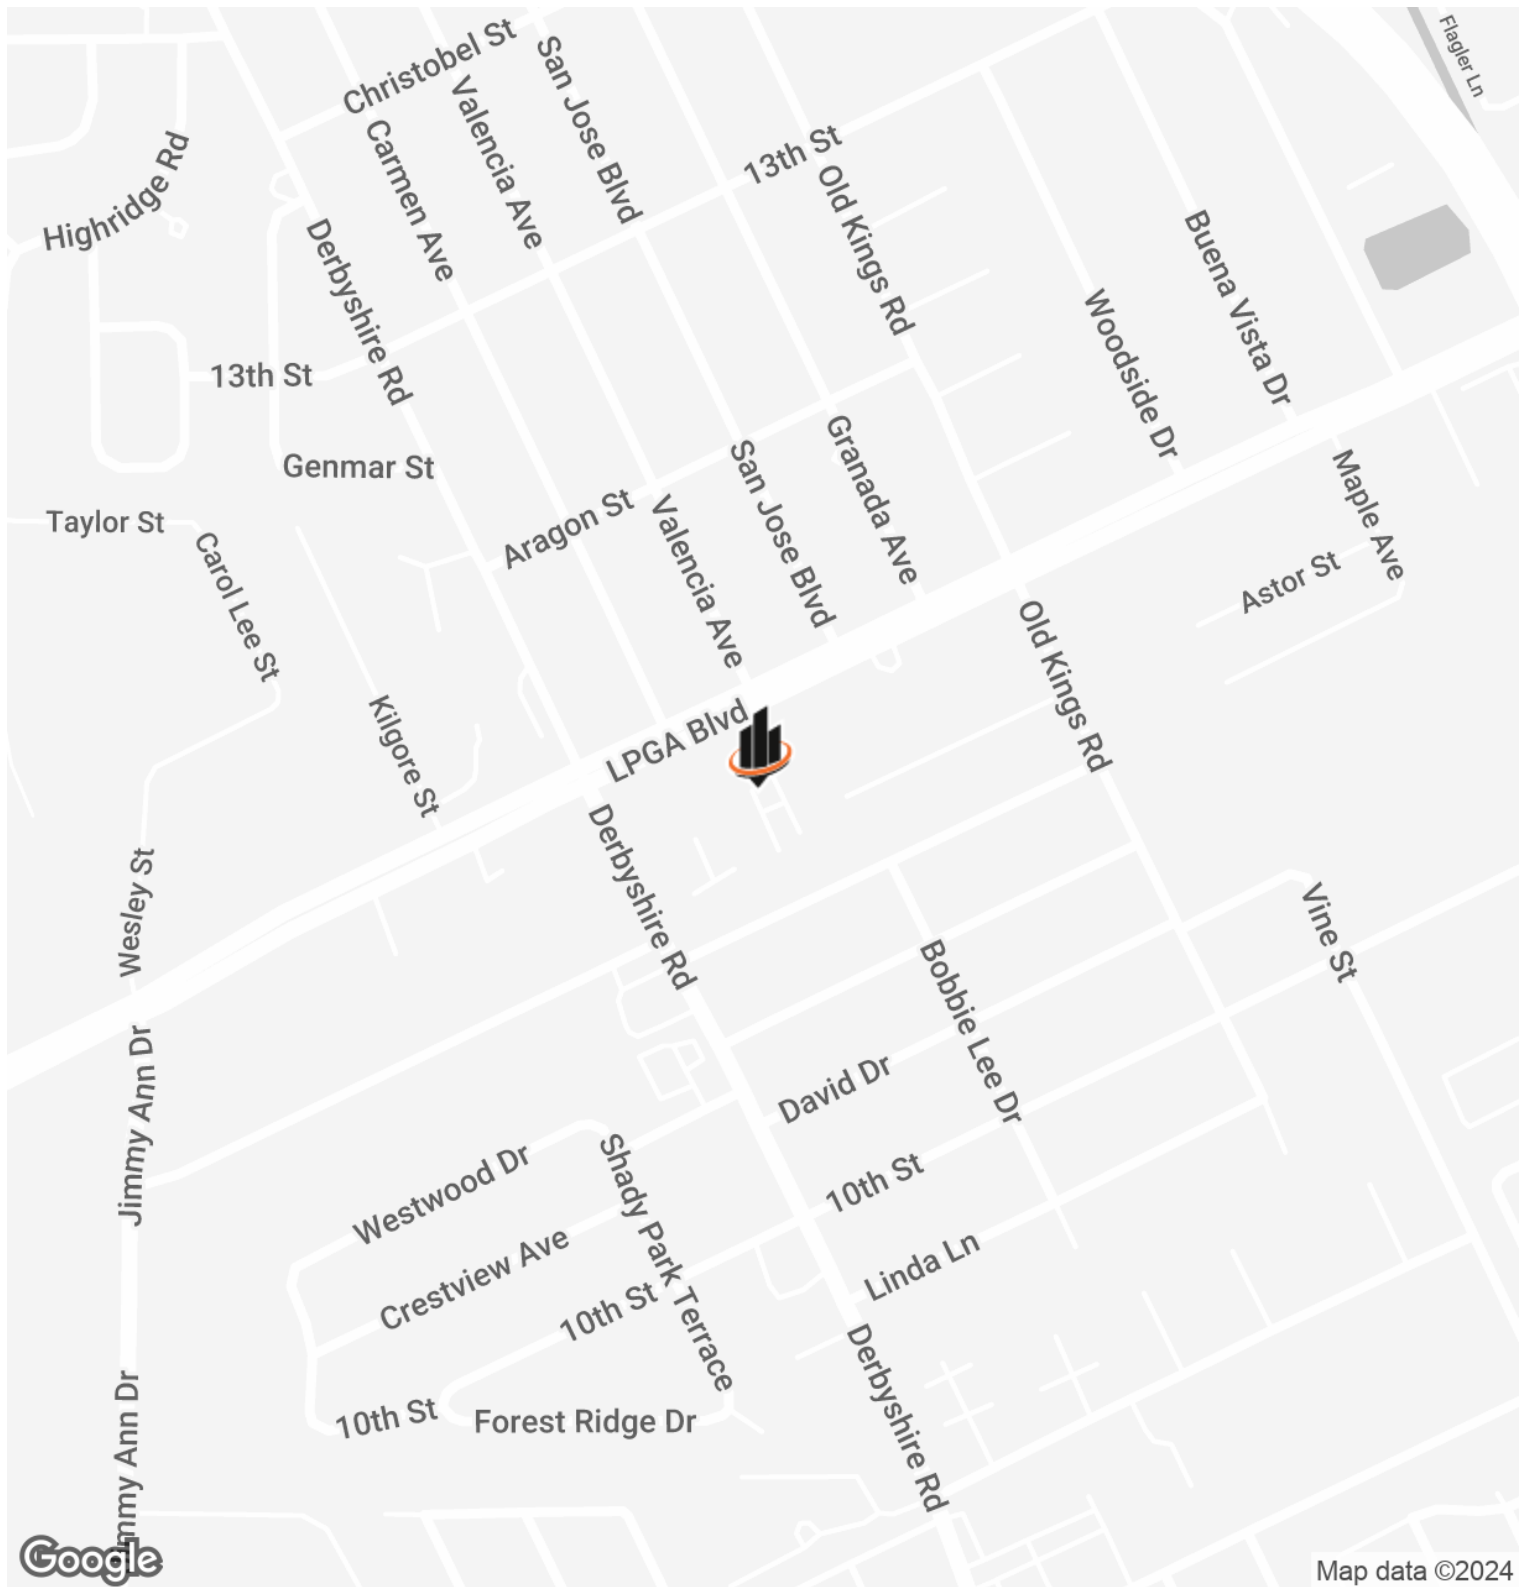 Flagler Ln
Christobel St
San Jose Blvd
Valencia Ave
Carmen Ave
13th St
Highridge Rd
Old Kings Rd
Derbyshire Rd
Buena Vista Dr
Woodside Dr
13th St
Genmar St
Granada Ave
San Jose Blvd
Maple Ave
Aragon St
Valencia Ave
Taylor St
Carol Lee St
Astor St
Old Kings Rd
Kilgore St
LPGA Blvd
Derbyshire Rd
Wesley St
Vine St
Bobbie Lee Dr
Jimmy Ann Dr
David Dr
Westwood Dr
Shady Park Terrace
10th St
Crestview Ave
Linda Ln
10th St
Derbyshire Rd
10th St
Forest Ridge Dr
Jimmy Ann Dr
Google
Map data ©2024